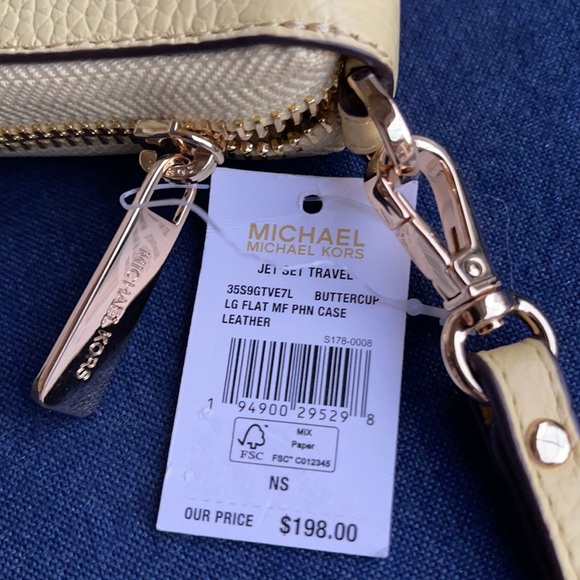 MICHAEL
MICHAEL KORS
JET SET TRAVEL
35S9GTVE7L BUTTERCUP
LG FLAT MF PHN CASE
LEATHER
S178-0008
1 94900 29529 8
FSC
MIX
Paper
FSC™ C012345
NS
OUR PRICE $198.00
MICHAEL KORS